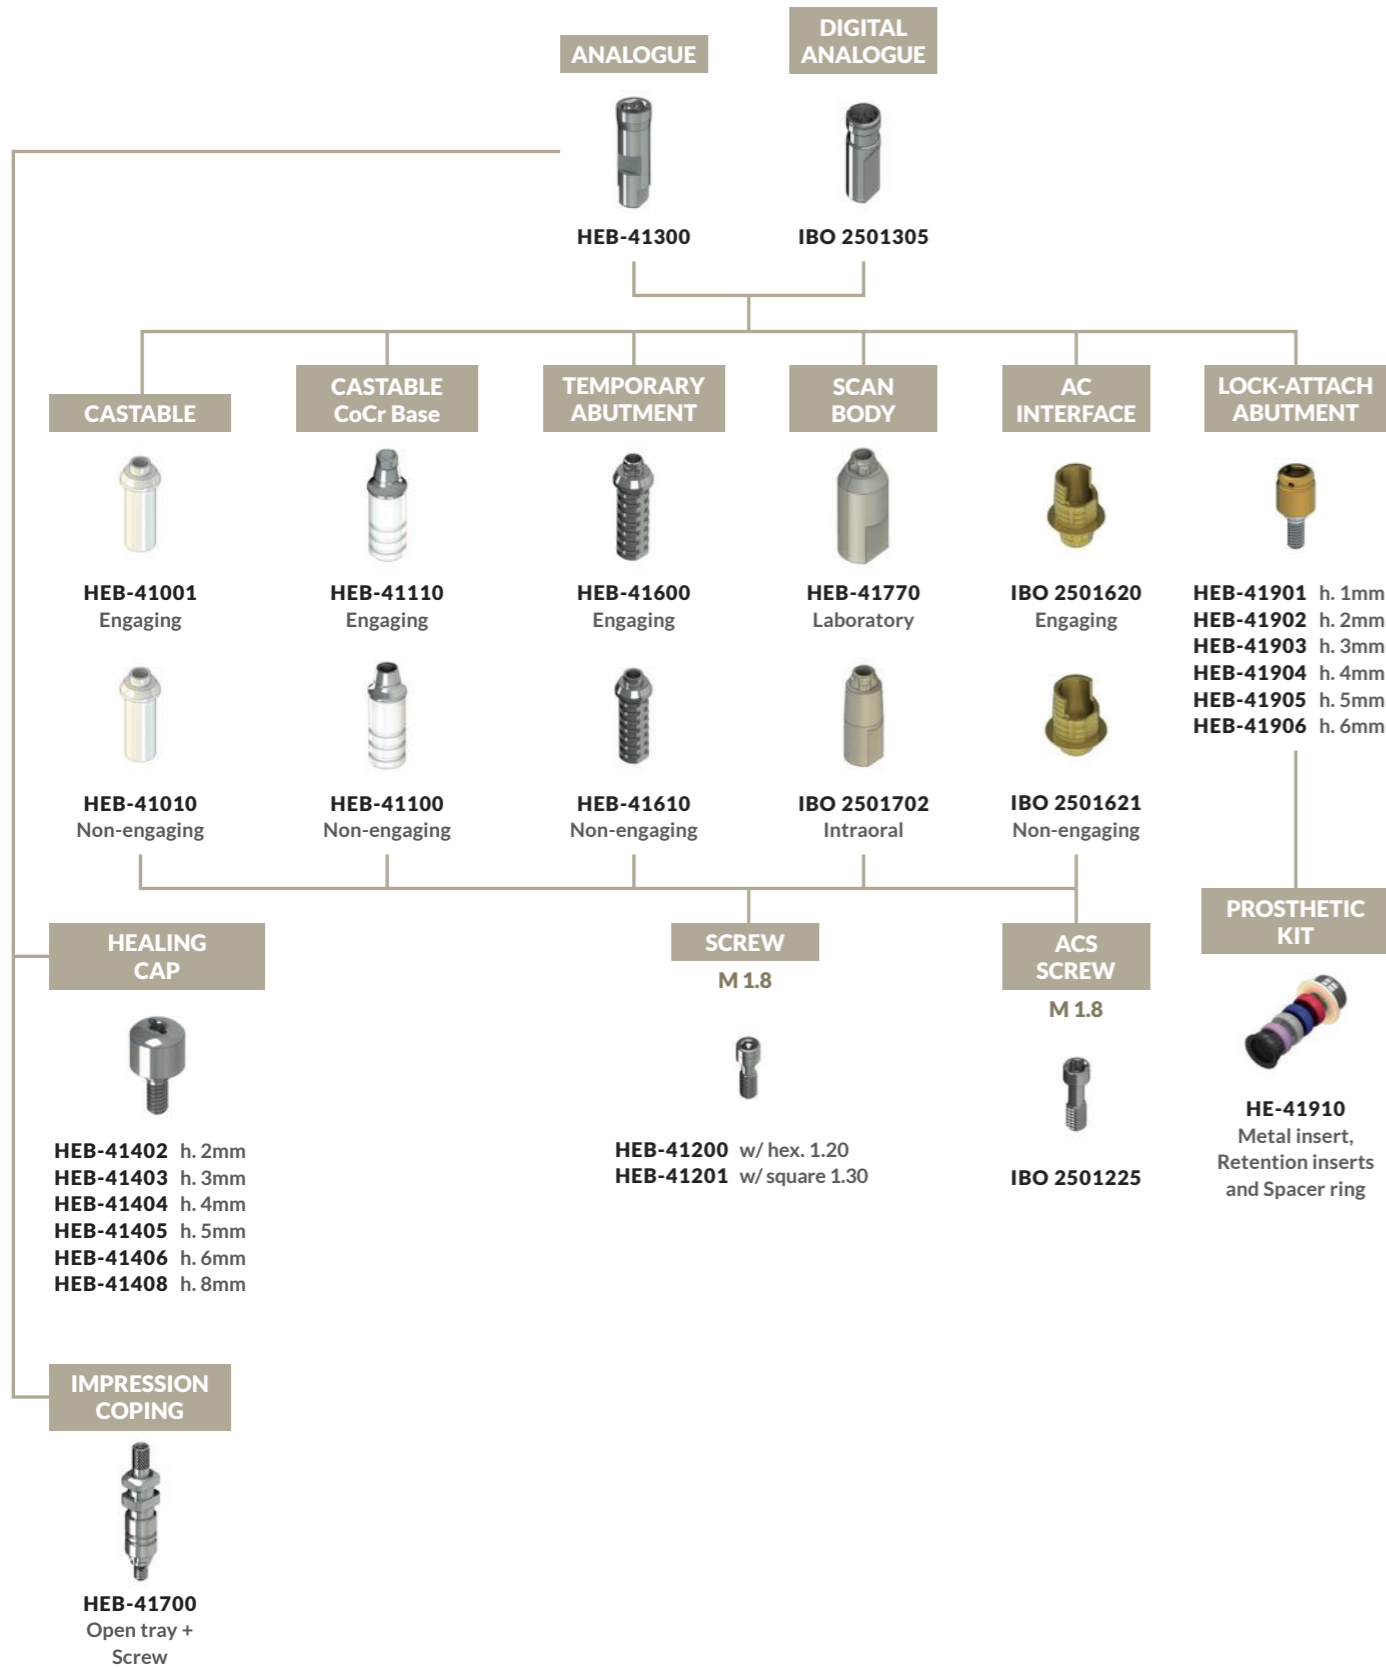 ANALOGUE
DIGITAL
ANALOGUE
HEB-41300
IBO 2501305
CASTABLE
CASTABLE
CoCr Base
TEMPORARY
ABUTMENT
SCAN
BODY
AC
INTERFACE
LOCK-ATTACH
ABUTMENT
HEB-41001
Engaging
HEB-41110
Engaging
HEB-41600
Engaging
HEB-41770
Laboratory
IBO 2501620
Engaging
HEB-41901 h. 1mm
HEB-41902 h. 2mm
HEB-41903 h. 3mm
HEB-41904 h. 4mm
HEB-41905 h. 5mm
HEB-41906 h. 6mm
HEB-41010
Non-engaging
HEB-41100
Non-engaging
HEB-41610
Non-engaging
IBO 2501702
Intraoral
IBO 2501621
Non-engaging
HEALING
CAP
SCREW
M 1.8
ACS
SCREW
M 1.8
PROSTHETIC
KIT
HEB-41402 h. 2mm
HEB-41403 h. 3mm
HEB-41404 h. 4mm
HEB-41405 h. 5mm
HEB-41406 h. 6mm
HEB-41408 h. 8mm
HEB-41200 w/ hex. 1.20
HEB-41201 w/ square 1.30
IBO 2501225
HE-41910
Metal insert,
Retention inserts
and Spacer ring
IMPRESSION
COPING
HEB-41700
Open tray +
Screw